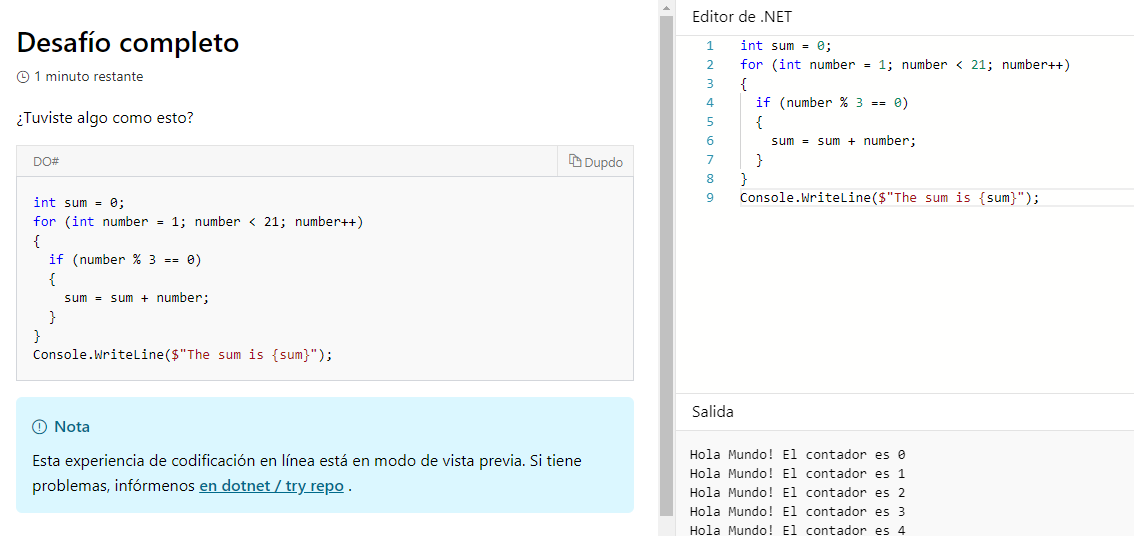 Desafío completo
1 minuto restante
¿Tuviste algo como esto?
DO#
Dupdo
int sum = 0;
for (int number = 1; number < 21; number++)
{
  if (number % 3 == 0)
  {
    sum = sum + number;
  }
}
Console.WriteLine($"The sum is {sum}");
Nota
Esta experiencia de codificación en línea está en modo de vista previa. Si tiene
problemas, infórmenos en dotnet / try repo .
Editor de .NET
1 int sum = 0;
2 for (int number = 1; number < 21; number++)
3 {
4   if (number % 3 == 0)
5   {
6     sum = sum + number;
7   }
8 }
9 Console.WriteLine($"The sum is {sum}");
Salida
Hola Mundo! El contador es 0
Hola Mundo! El contador es 1
Hola Mundo! El contador es 2
Hola Mundo! El contador es 3
Hola Mundo! El contador es 4